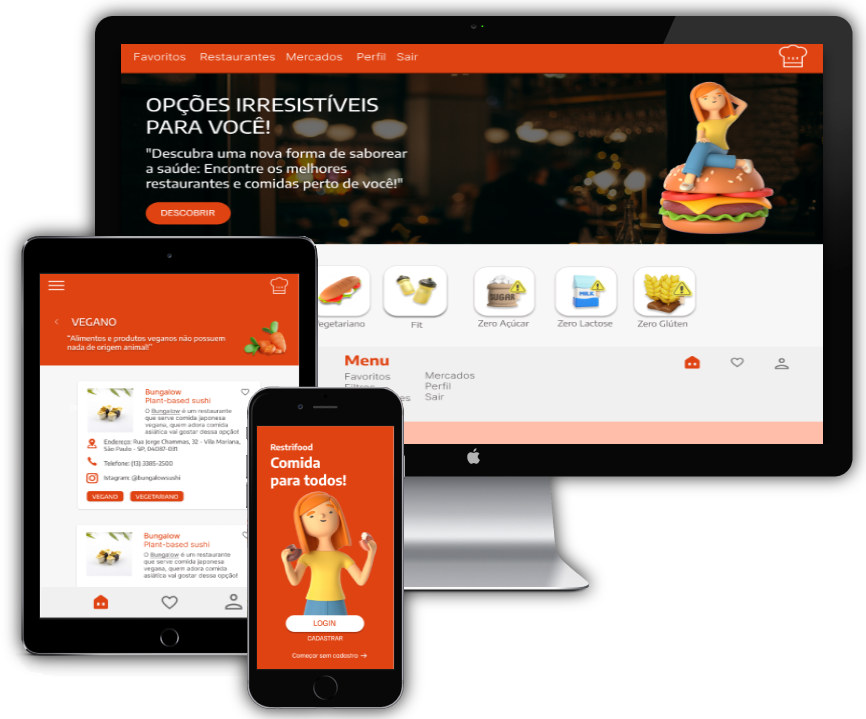 Favoritos Restaurantes Mercados Perfil Sair
OPÇÕES IRRESISTÍVEIS
PARA VOCÊ!
"Descubra uma nova forma de saborear
a saúde: Encontre os melhores
restaurantes e comidas perto de você!"
DESCOBRIR
SUGAR
MILK
Vegetariano Fit Zero Açúcar Zero Lactose Zero Glúten
Menu
Favoritos Mercados
Perfil
Sair
< VEGANO
"Alimentos e produtos veganos não possuem
nada de origem animal!"
Bungalow
Plant-based sushi
O Bungalow é um restaurante
que serve comida japonesa
vegana, quem adora comida
asiática vai gostar dessa opção!
Endereço: Rua Jorge Chammas, 32 - Vila Mariana,
São Paulo - SP, 04017-011
Telefone: (13) 3385-2500
Istagram: @bungalowsushi
VEGANO VEGETARIANO
Bungalow
Plant-based sushi
O Bungalow é um restaurante
que serve comida japonesa
vegana, quem adora comida
asiática vai gostar dessa opção!
Restrifood
Comida
para todos!
LOGIN
CADASTRAR
Começar sem cadastro →